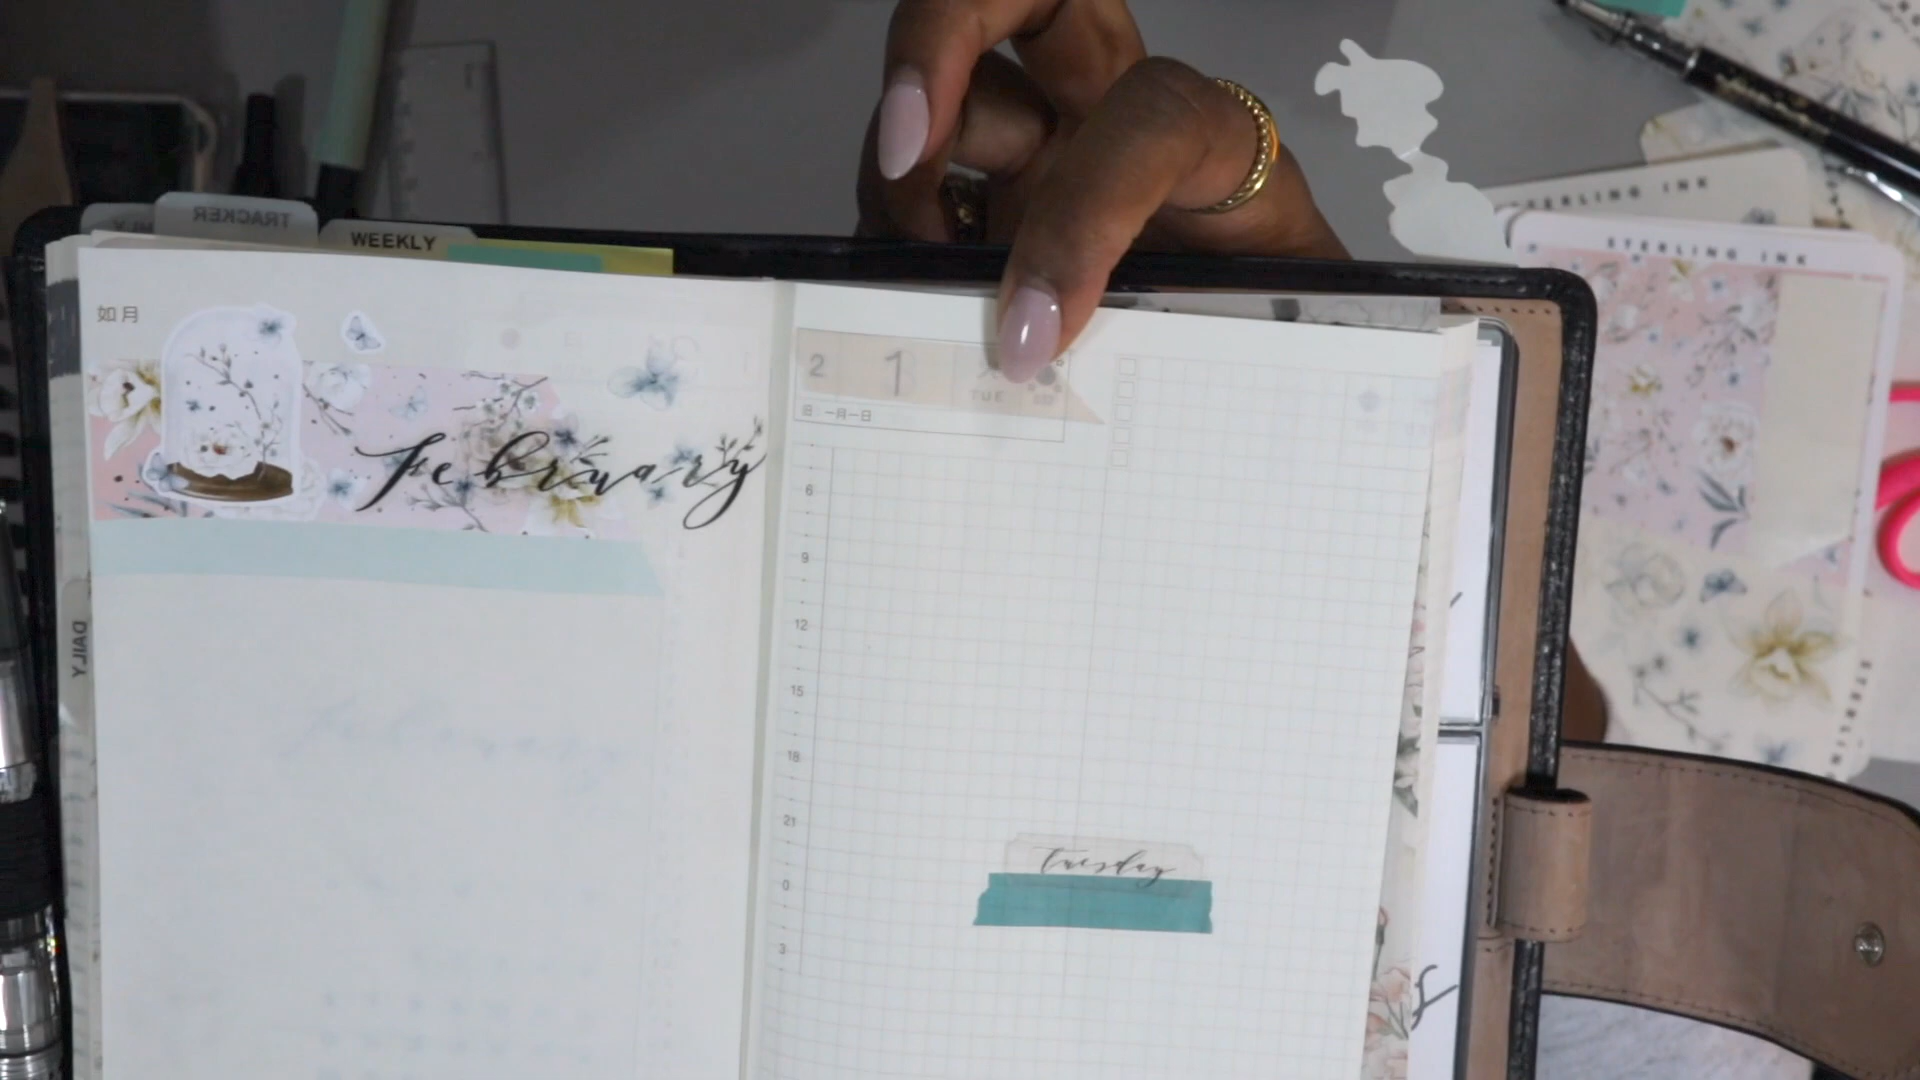 TRACKER
WEEKLY
STERLING INK
STERLING INK
如月
February
2 1 TUE
旧 一月一日
6
9
12
15
18
21
0
3
tuesday
DAILY